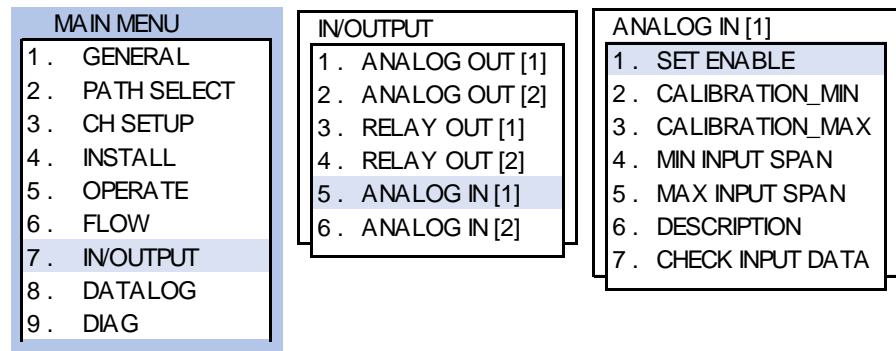 MAIN MENU
1. GENERAL
2. PATH SELECT
3. CH SETUP
4. INSTALL
5. OPERATE
6. FLOW
7. IN/OUTPUT
8. DATALOG
9. DIAG
IN/OUTPUT
1. ANALOG OUT [1]
2. ANALOG OUT [2]
3. RELAY OUT [1]
4. RELAY OUT [2]
5. ANALOG IN [1]
6. ANALOG IN [2]
ANALOG IN [1]
1. SET ENABLE
2. CALIBRATION_MIN
3. CALIBRATION_MAX
4. MIN INPUT SPAN
5. MAX INPUT SPAN
6. DESCRIPTION
7. CHECK INPUT DATA